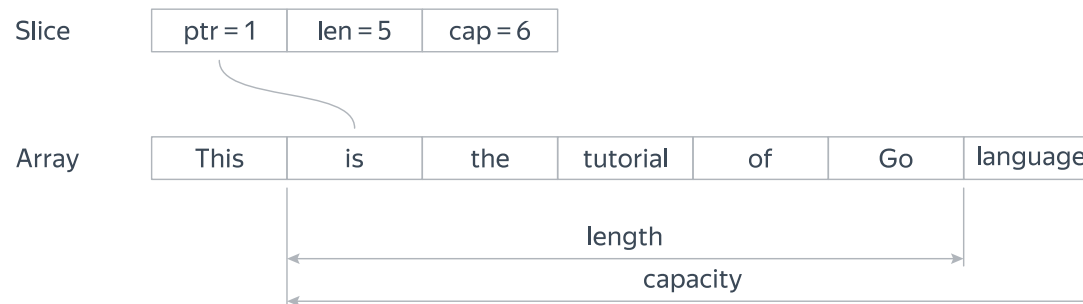 Slice ptr = 1 len = 5 cap = 6
Array This is the tutorial of Go language
length
capacity